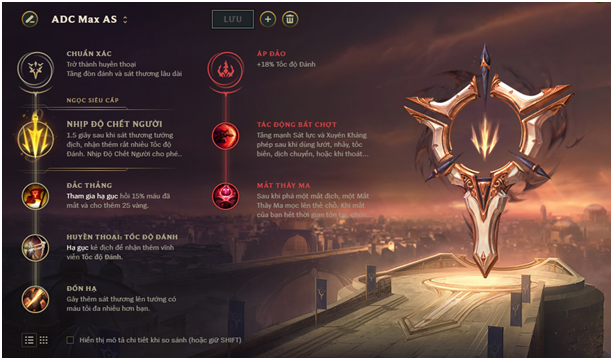 ADC Max AS
LƯU
CHUẨN XÁC
Trở thành huyền thoại
Tăng đòn đánh và sát thương lâu dài
NGỌC SIÊU CẤP
NHỊP ĐỘ CHẾT NGƯỜI
1.5 giây sau khi sát thương tướng
địch, nhận thêm rất nhiều Tốc độ
Đánh. Nhịp Độ Chết Người cho phé...
ĐẮC THẮNG
Tham gia hạ gục hồi 15% máu đã
mất và cho thêm 25 vàng.
HUYỀN THOẠI: TỐC ĐỘ ĐÁNH
Hạ gục kẻ địch để nhận thêm vĩnh
viễn Tốc độ Đánh.
ĐỐN HẠ
Gây thêm sát thương lên tướng có
máu tối đa nhiều hơn bạn.
ÁP ĐẢO
+18% Tốc độ Đánh
TÁC ĐỘNG BẤT CHỢT
Tăng mạnh Sát lực và Xuyên Kháng
phép sau khi dùng lướt, nhảy, tốc
biến, dịch chuyển, hoặc khi thoát...
MẮT THÂY MA
Sau khi phá một mắt địch, một Mắt
Thây Ma mọc lên thế chỗ. Khi mắt
của bạn hết thời gian tồn tại,
Hiển thị mô tả chi tiết khi so sánh (hoặc giữ SHIFT)